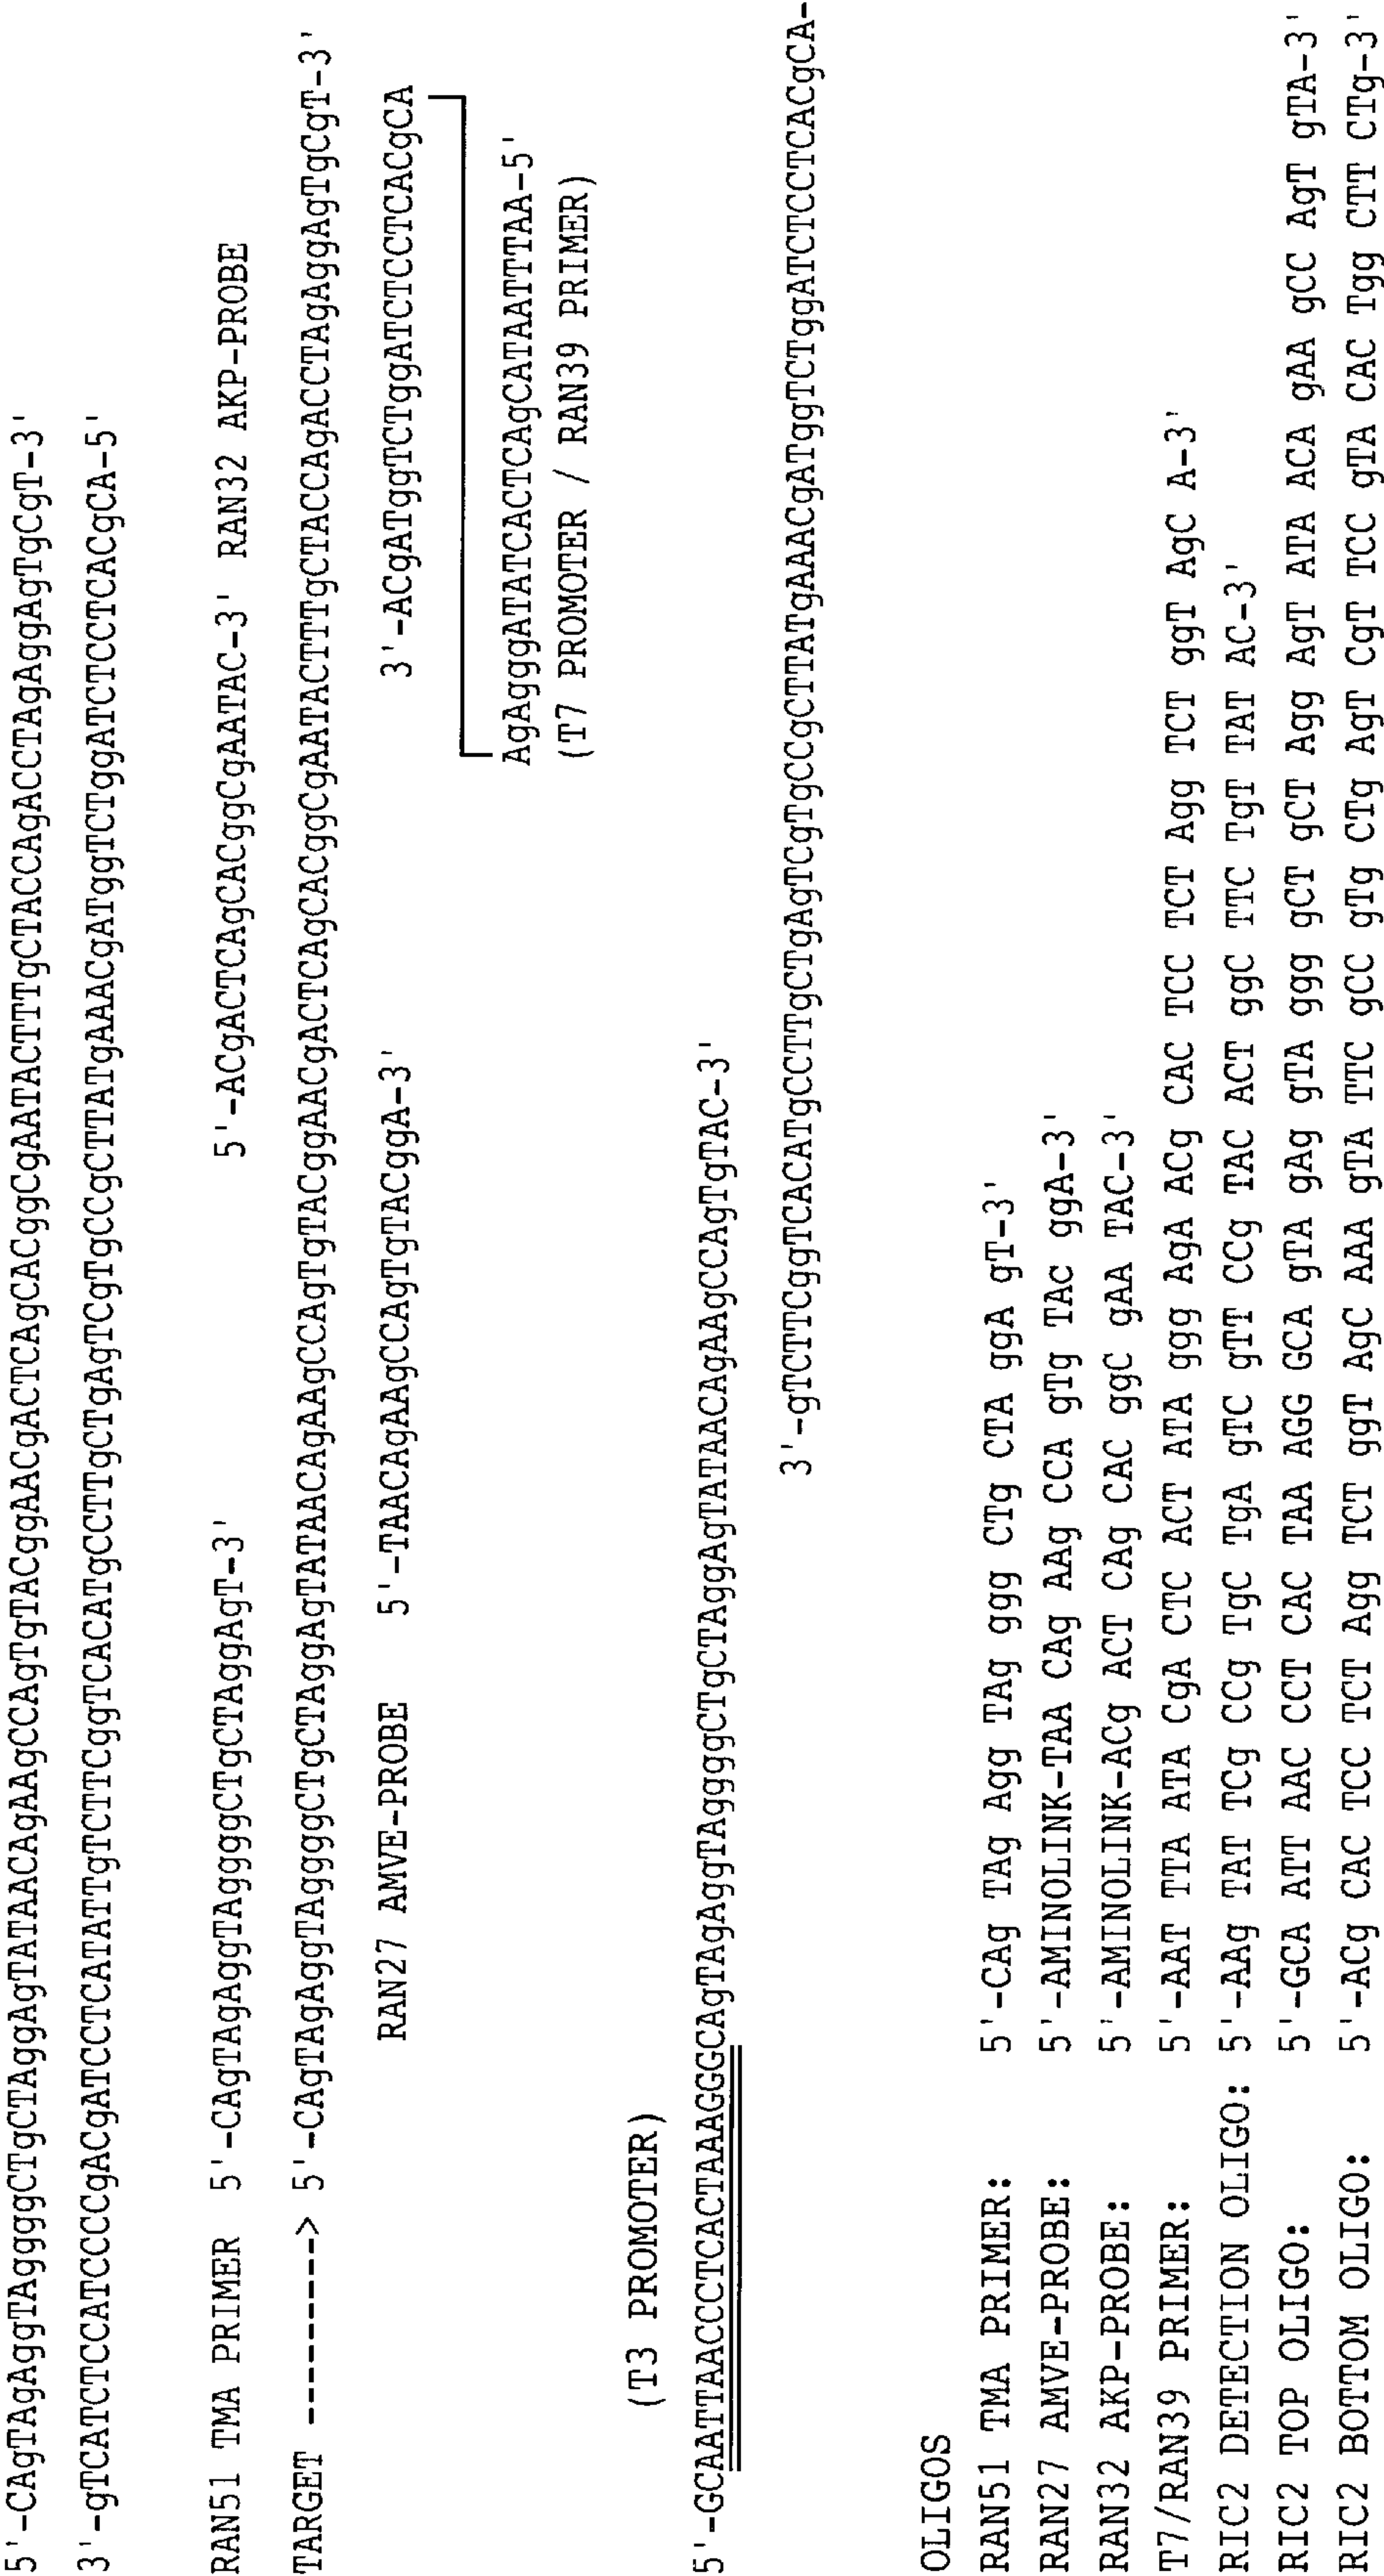 5'-CAgTAgAggTAggggCTgCTAggAgTATAACAgAAgCCAgTgTACggAACgACTCAgCACggCgAATACTTTgCTACCAgACCTAgAggAgTgCgT-3'
3'-gTCATCTCCATCCCCgACgATCCTCATATTgTCTTCggTCACATgCCTTgCTgAgTCgTgCCgCTTATgAAACgATggTCTggATCTCCTCACgCA-5'
RAN51 TMA PRIMER 5'-CAgTAgAggTAggggCTgCTAggAgT-3' 5'-ACgACTCAgCACggCgAATAC-3' RAN32 AKP-PROBE
TARGET ---------> 5'-CAgTAgAggTAggggCTgCTAggAgTATAACAgAAgCCAgTgTACggAACgACTCAgCACggCgAATACTTTgCTACCAgACCTAgAggAgTgCgT-3'
RAN27 AMVE-PROBE 5'-TAACAgAAgCCAgTgTACggA-3' 3'-ACgATggTCTggATCTCCTCACgCA
AgAgggATATCACTCAgCATAATTTAA-5'
(T7 PROMOTER / RAN39 PRIMER)
(T3 PROMOTER)
5'-GCAATTAACCCTCACTAAAGGGCAgTAgAggTAggggCTgCTAggAgTATAACAgAAgCCAgTgTAC-3'
3'-gTCTTCggTCACATgCCTTgCTgAgTCgTgCCgCTTATgAAACgATggTCTggATCTCCTCACgCA-
OLIGOS
RAN51 TMA PRIMER: 5'-CAg TAg Agg TAg ggg CTg CTA ggA gT-3'
RAN27 AMVE-PROBE: 5'-AMINOLINK-TAA CAg AAg CCA gTg TAc ggA-3'
RAN32 AKP-PROBE: 5'-AMINOLINK-ACg ACT CAg CAC ggC gAA TAC-3'
T7/RAN39 PRIMER: 5'-AAT TTA ATA CgA CTC ACT ATA ggg AgA ACg CAC TCC TCT Agg TCT ggT AgC A-3'
RIC2 DETECTION OLIGO: 5'-AAg TAT TCg CCg TgC TgA gTC gTT CCg TAC ACT ggC TTC TgT TAT AC-3'
RIC2 TOP OLIGO: 5'-GCA ATT AAC CCT CAC TAA AGG GCA gTA gAg gTA ggg gCT gCT Agg AgT ATA ACA gAA gCC AgT gTA-3'
RIC2 BOTTOM OLIGO: 5'-ACg CAC TCC TCT Agg TCT ggT AgC AAA gTA TTC gCC gTg CTg AgT CgT TCC gTA CAC Tgg CTT CTg-3'